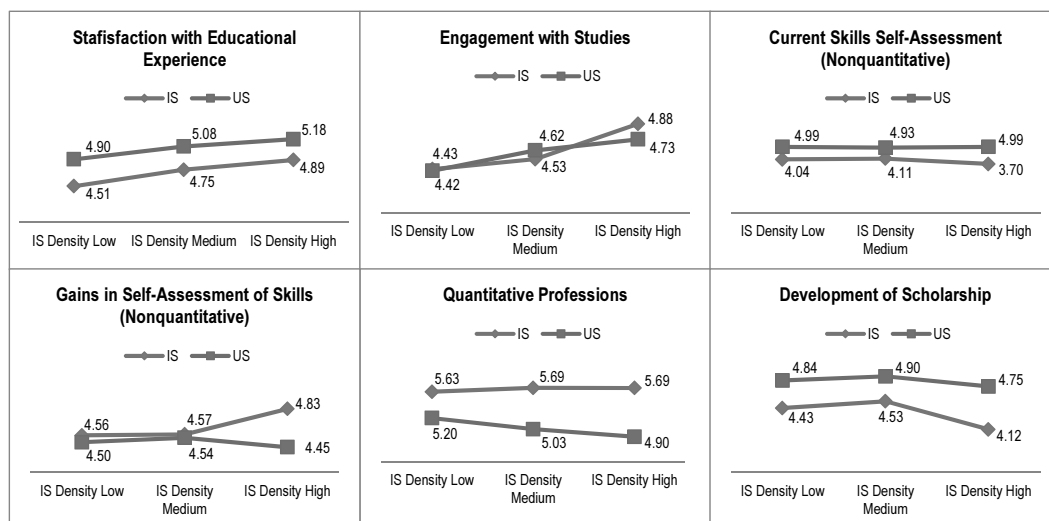 Stafisfaction with Educational
Experience
IS US
4.90 5.08 5.18
4.51 4.75 4.89
IS Density Low IS Density Medium IS Density High
Engagement with Studies
IS US
4.43 4.62 4.88
4.42 4.53 4.73
IS Density Low IS Density
Medium IS Density High
Current Skills Self-Assessment
(Nonquantitative)
IS US
4.99 4.93 4.99
4.04 4.11 3.70
IS Density Low IS Density
Medium IS Density High
Gains in Self-Assessment of Skills
(Nonquantitative)
IS US
4.56 4.57 4.83
4.50 4.54 4.45
IS Density Low IS Density
Medium IS Density High
Quantitative Professions
IS US
5.63 5.69 5.69
5.20 5.03 4.90
IS Density Low IS Density
Medium IS Density High
Development of Scholarship
IS US
4.84 4.90 4.75
4.43 4.53 4.12
IS Density Low IS Density
Medium IS Density High